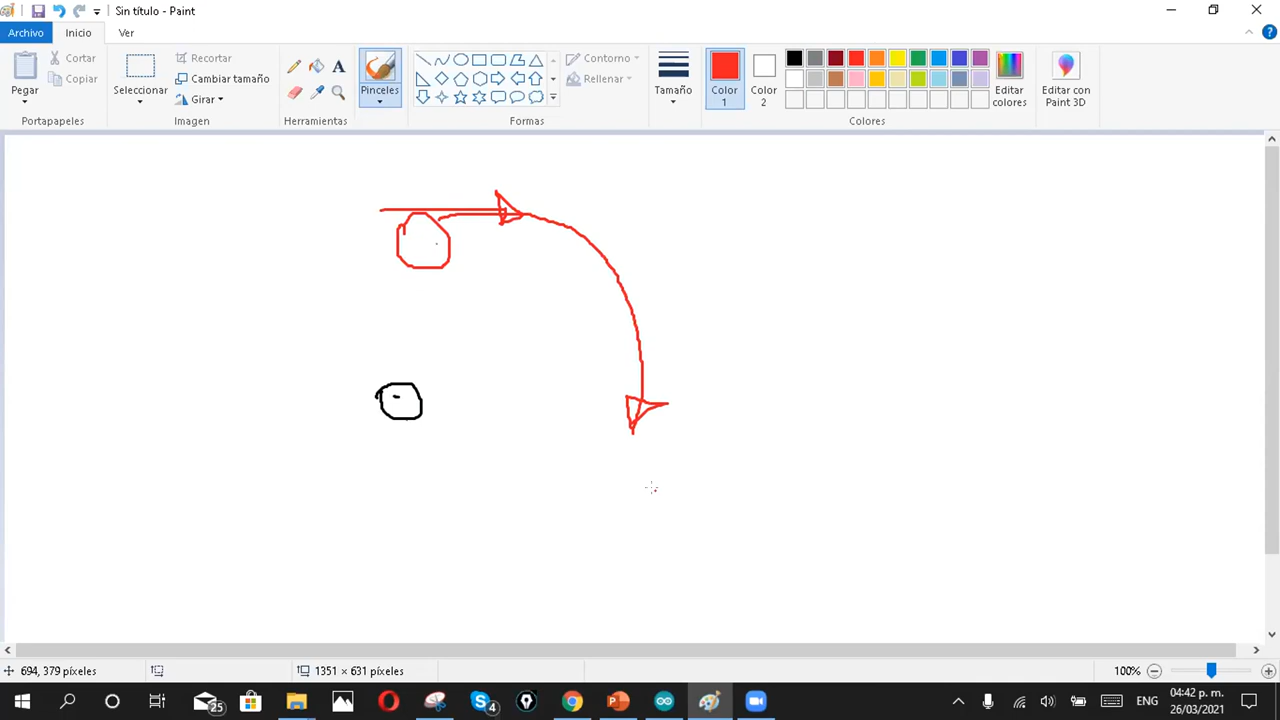 Sin título - Paint
Archivo Inicio Ver
Pegar
Cortar
Copiar
Portapapeles
Seleccionar
Recortar
Cambiar tamaño
Girar
Imagen
A
Herramientas
Pinceles
Contorno
Rellenar
Formas
Tamaño
Color 1
Color 2
Editar colores
Editar con Paint 3D
Colores
694, 379 píxeles
1351 × 631 píxeles
100%
25
4
ENG
04:42 p. m.
26/03/2021